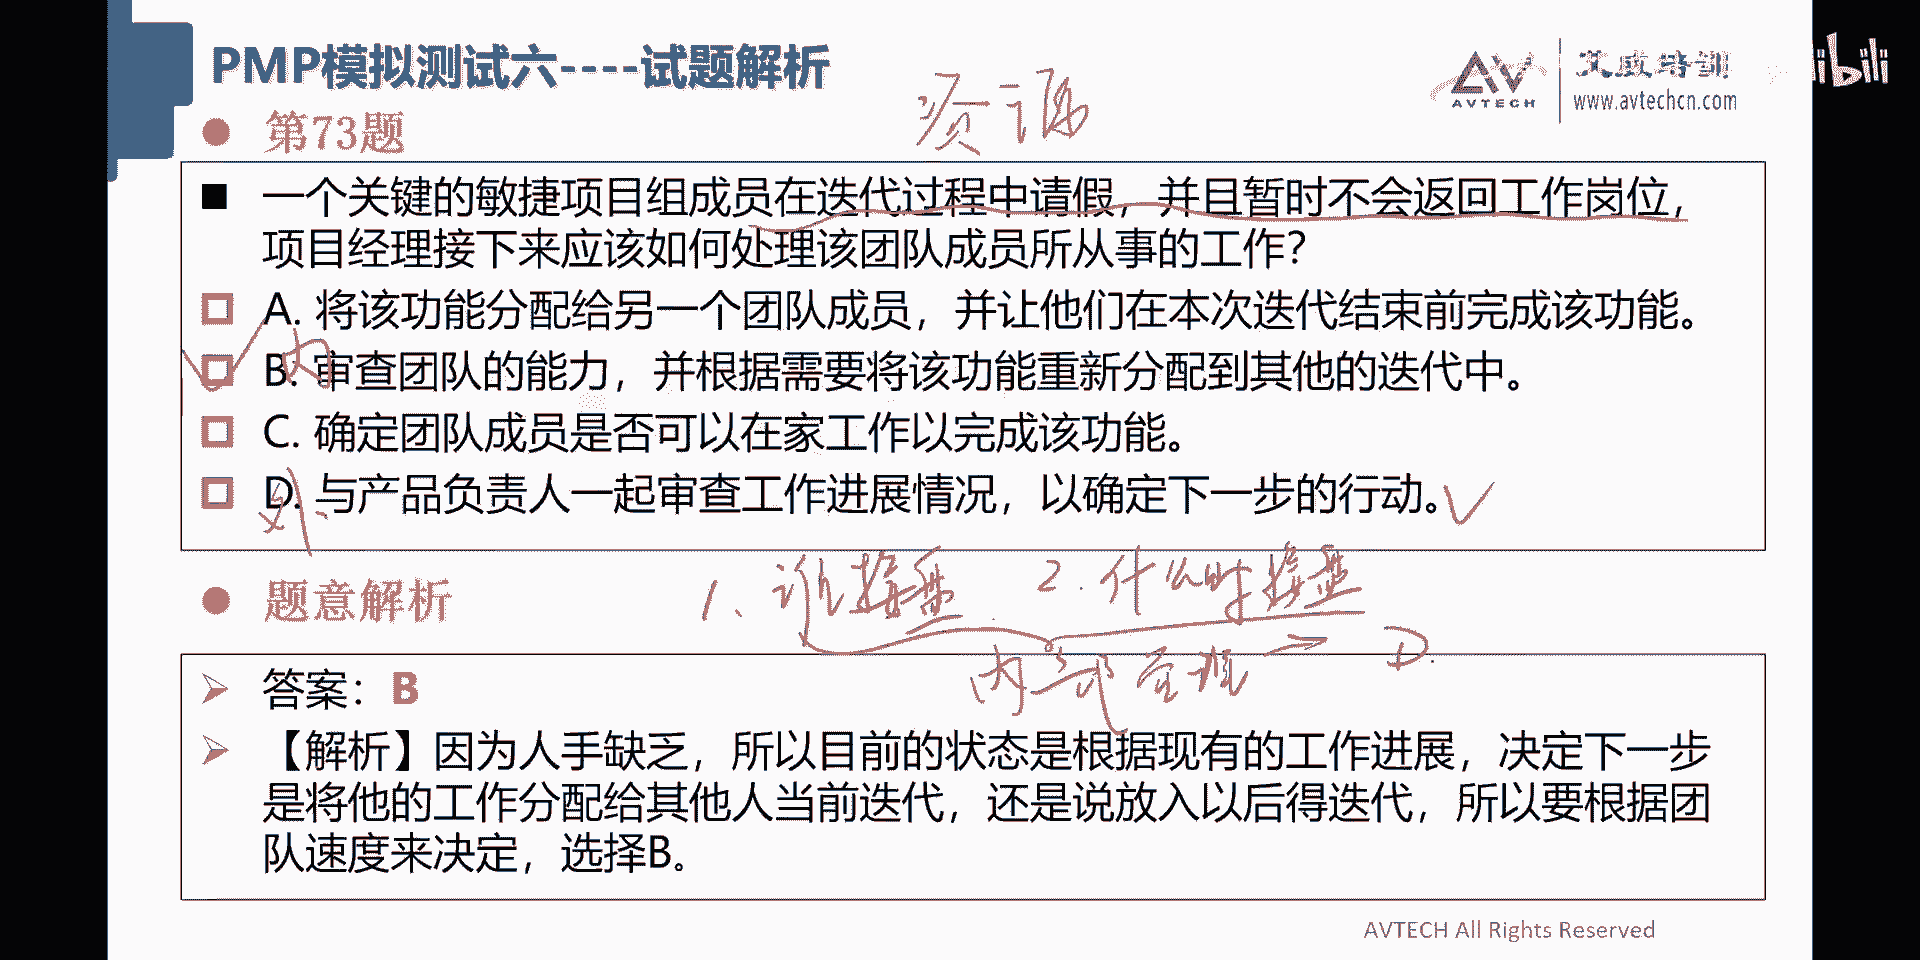 PMP模拟测试六----试题解析
资源
艾威培训
www.avtechcn.com
libili
第73题
一个关键的敏捷项目组成员在迭代过程中请假，并且暂时不会返回工作岗位，
项目经理接下来应该如何处理该团队成员所从事的工作？
A. 将该功能分配给另一个团队成员，并让他们在本次迭代结束前完成该功能。
内
B. 审查团队的能力，并根据需要将该功能重新分配到其他的迭代中。
C. 确定团队成员是否可以在家工作以完成该功能。
外
D. 与产品负责人一起审查工作进展情况，以确定下一步的行动。
题意解析
1、谁接盘 2.什么时接盘
内部管理 → D.
答案：B
【解析】因为人手缺乏，所以目前的状态是根据现有的工作进展，决定下一步
是将他的工作分配给其他人当前迭代，还是说放入以后得迭代，所以要根据团
队速度来决定，选择B。
AVTECH All Rights Reserved